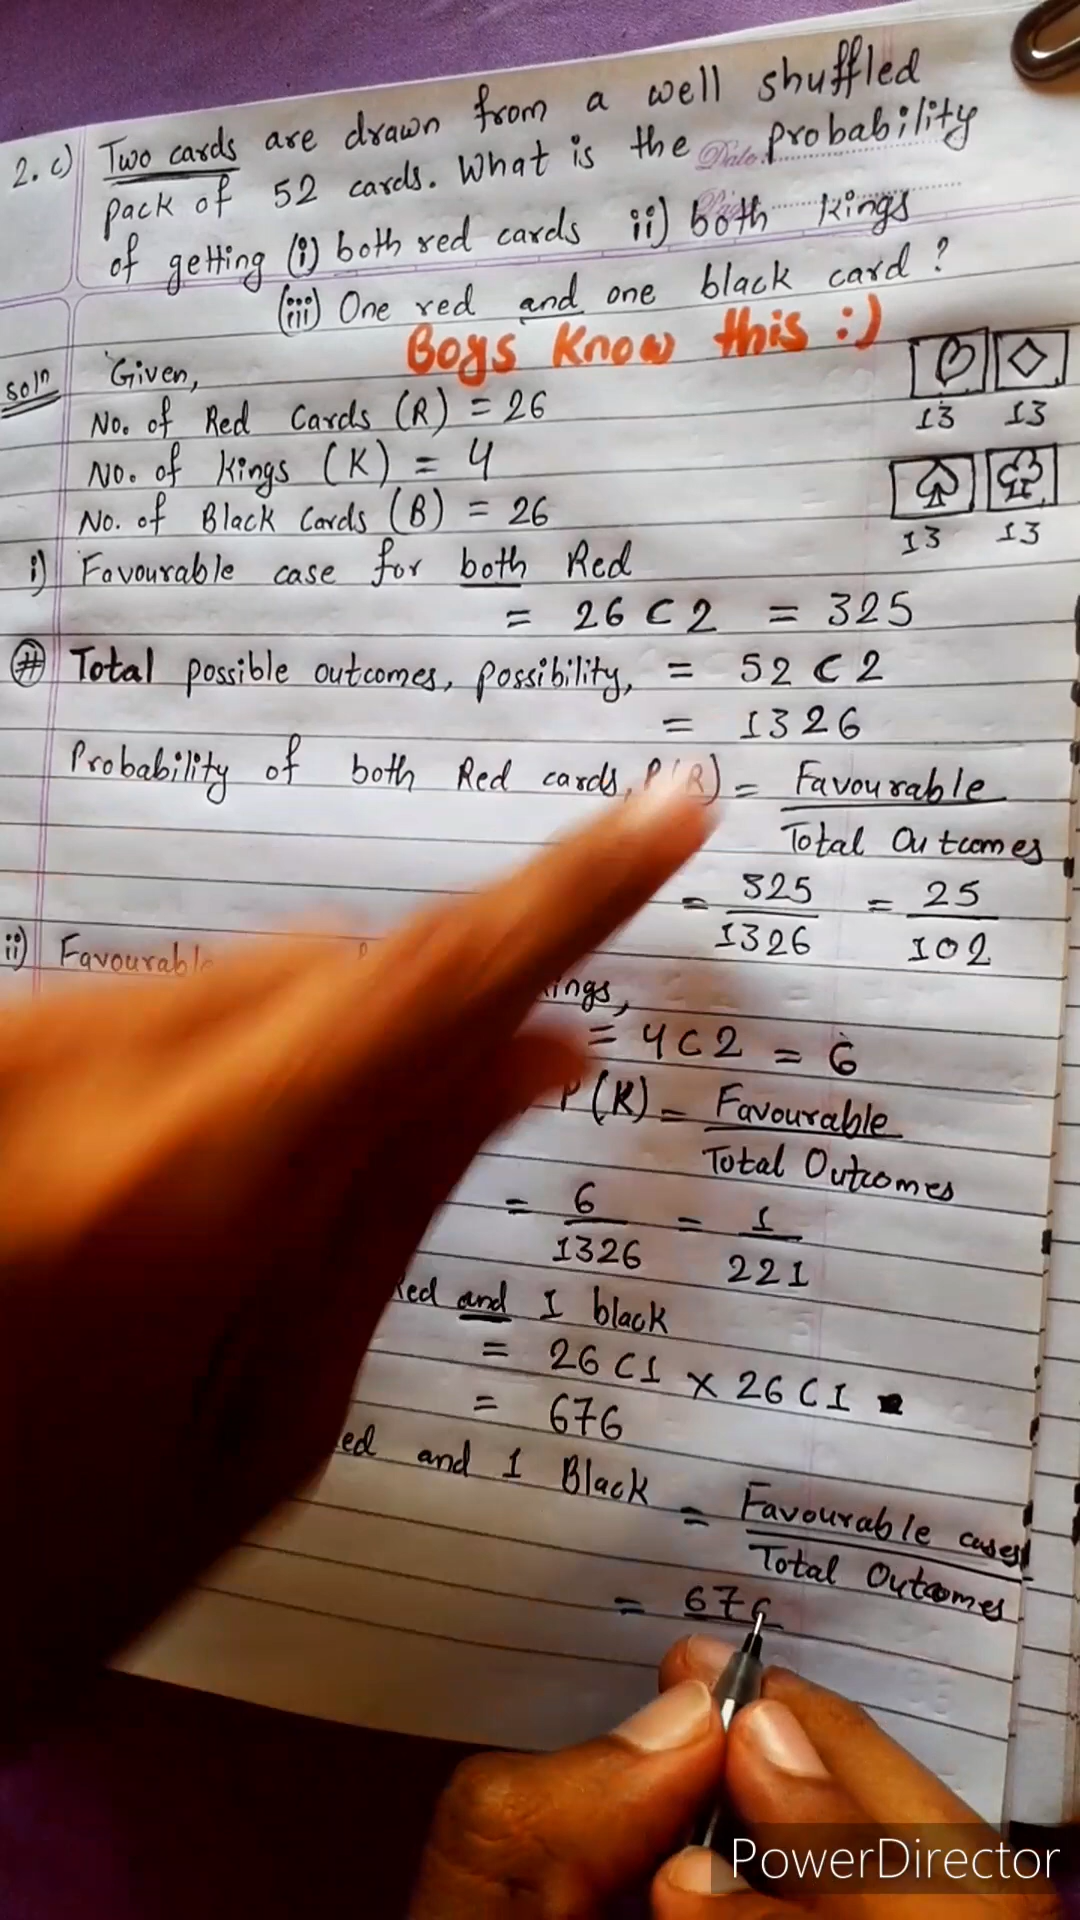 2. c) Two cards are drawn from a well shuffled
pack of 52 cards. What is the probability
of getting (i) both red cards ii) both kings
(iii) One red and one black card ?
Boys Know this :)
Soln Given,
No. of Red Cards (R) = 26
13 13
No. of kings (K) = 4
No. of Black Cards (B) = 26
13 13
i) Favourable case for both Red
= 26 C 2 = 325
# Total possible outcomes, possibility, = 52 C 2
= 1326
Probability of both Red cards, P(R) = Favourable
Total Outcomes
= 325 = 25
1326 102
ii) Favourable
ings,
= 4C2 = 6
P(K) = Favourable
Total Outcomes
= 6 = 1
1326 221
Red and 1 black
= 26 C1 × 26 C1
= 676
ed and 1 Black = Favourable cases
Total Outcomes
= 676
PowerDirector